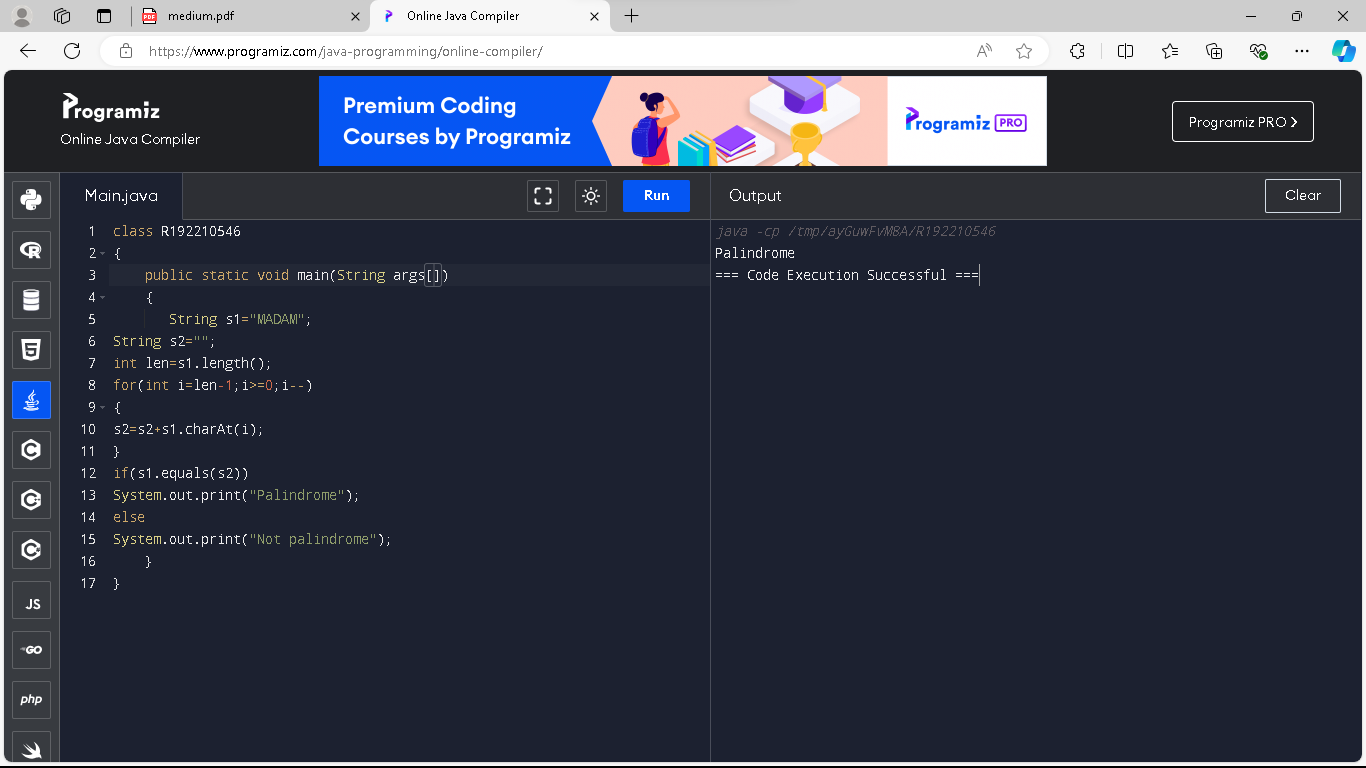 medium.pdf
Online Java Compiler
https://www.programiz.com/java-programming/online-compiler/
Programiz
Online Java Compiler
Premium Coding
Courses by Programiz
Programiz PRO
Programiz PRO
Main.java
Run
Output
Clear
1 class R192210546
2 {
3 public static void main(String args[])
4 {
5 String s1="MADAM";
6 String s2="";
7 int len=s1.length();
8 for(int i=len-1;i>=0;i--)
9 {
10 s2=s2+s1.charAt(i);
11 }
12 if(s1.equals(s2))
13 System.out.print("Palindrome");
14 else
15 System.out.print("Not palindrome");
16 }
17 }
java -cp /tmp/ayGuwFvM8A/R192210546
Palindrome
=== Code Execution Successful ===
PDF
R
5
C
C
C
JS
GO
php